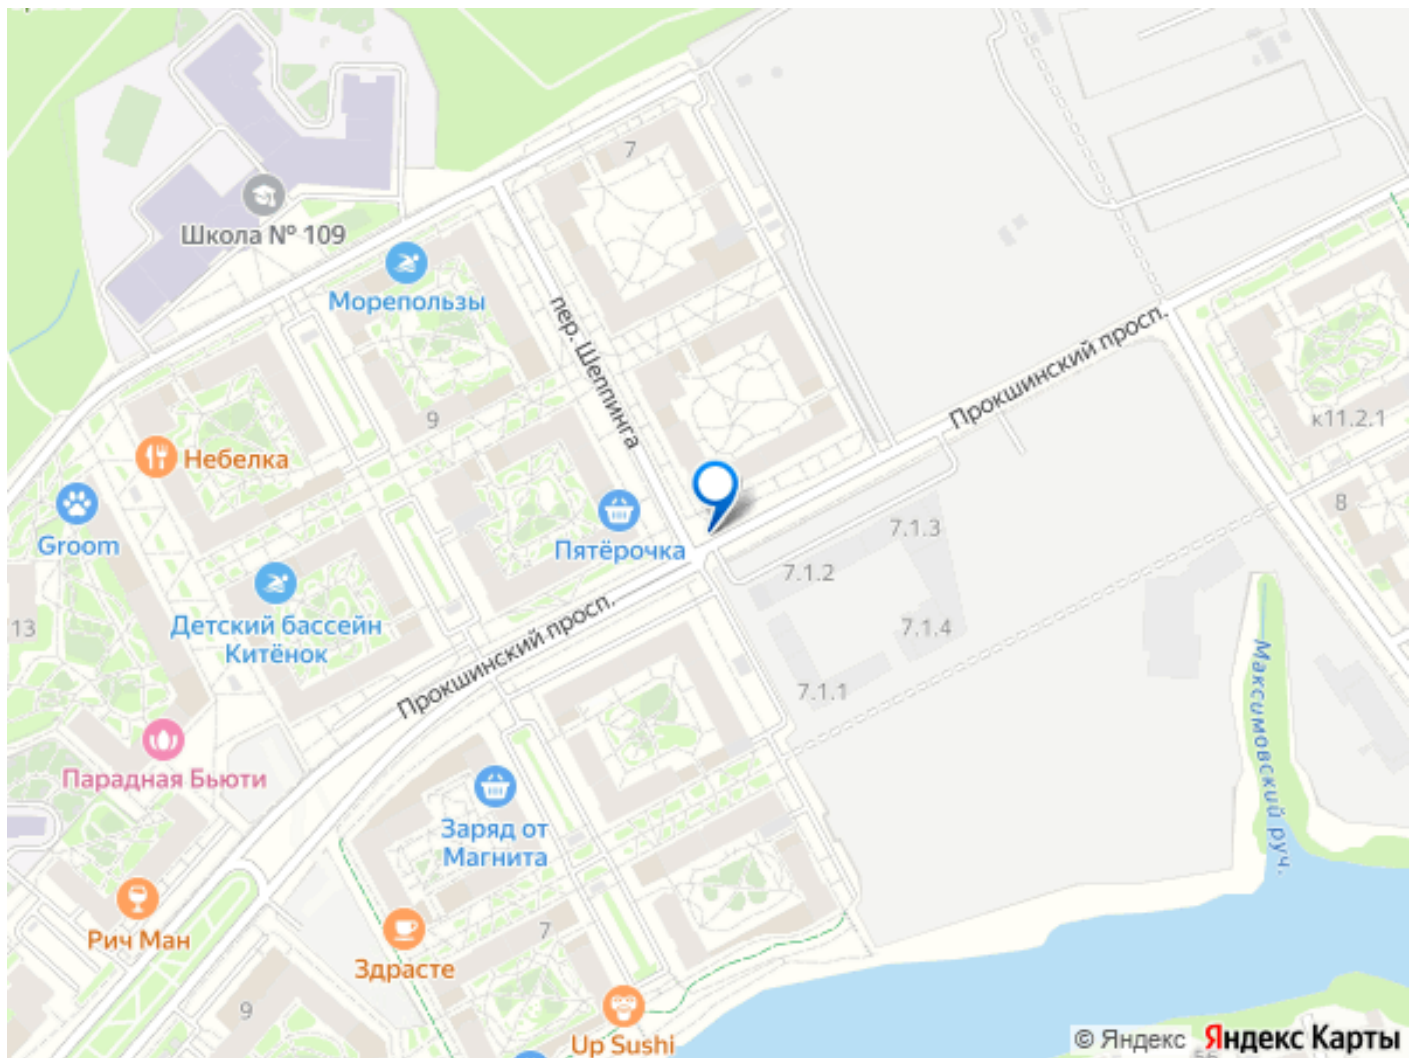 7
Школа № 109
Морепользы
пер. Шеппинга
Прокшинский просп.
9
к11.2.1
Небелка
8
Groom
Пятёрочка
7.1.3
7.1.2
13
Детский бассейн
Китёнок
7.1.4
Прокшинский просп.
7.1.1
Максимовский руч.
Парадная Бьюти
Заряд от
Магнита
Рич Ман
7
Здрасте
9
Up Sushi
© Яндекс Яндекс Карты